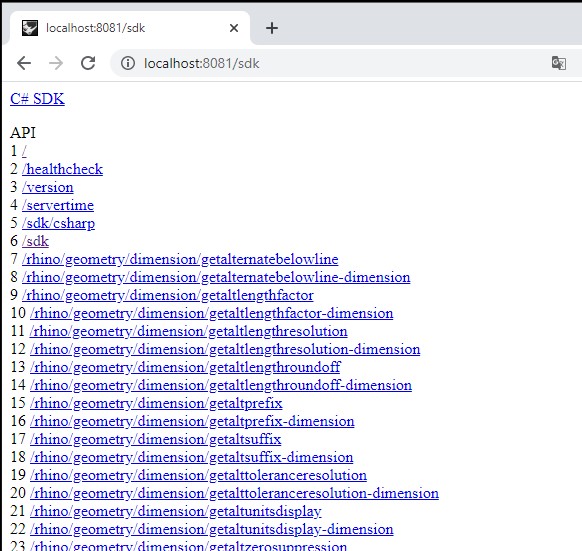 localhost:8081/sdk
localhost:8081/sdk
C# SDK
API
1 /
2 /healthcheck
3 /version
4 /servertime
5 /sdk/csharp
6 /sdk
7 /rhino/geometry/dimension/getalternatebelowline
8 /rhino/geometry/dimension/getalternatebelowline-dimension
9 /rhino/geometry/dimension/getaltlengthfactor
10 /rhino/geometry/dimension/getaltlengthfactor-dimension
11 /rhino/geometry/dimension/getaltlengthresolution
12 /rhino/geometry/dimension/getaltlengthresolution-dimension
13 /rhino/geometry/dimension/getaltlengthroundoff
14 /rhino/geometry/dimension/getaltlengthroundoff-dimension
15 /rhino/geometry/dimension/getaltprefix
16 /rhino/geometry/dimension/getaltprefix-dimension
17 /rhino/geometry/dimension/getaltsuffix
18 /rhino/geometry/dimension/getaltsuffix-dimension
19 /rhino/geometry/dimension/getalttoleranceresolution
20 /rhino/geometry/dimension/getalttoleranceresolution-dimension
21 /rhino/geometry/dimension/getaltunitsdisplay
22 /rhino/geometry/dimension/getaltunitsdisplay-dimension
23 /rhino/geometry/dimension/getaltzerosuppression